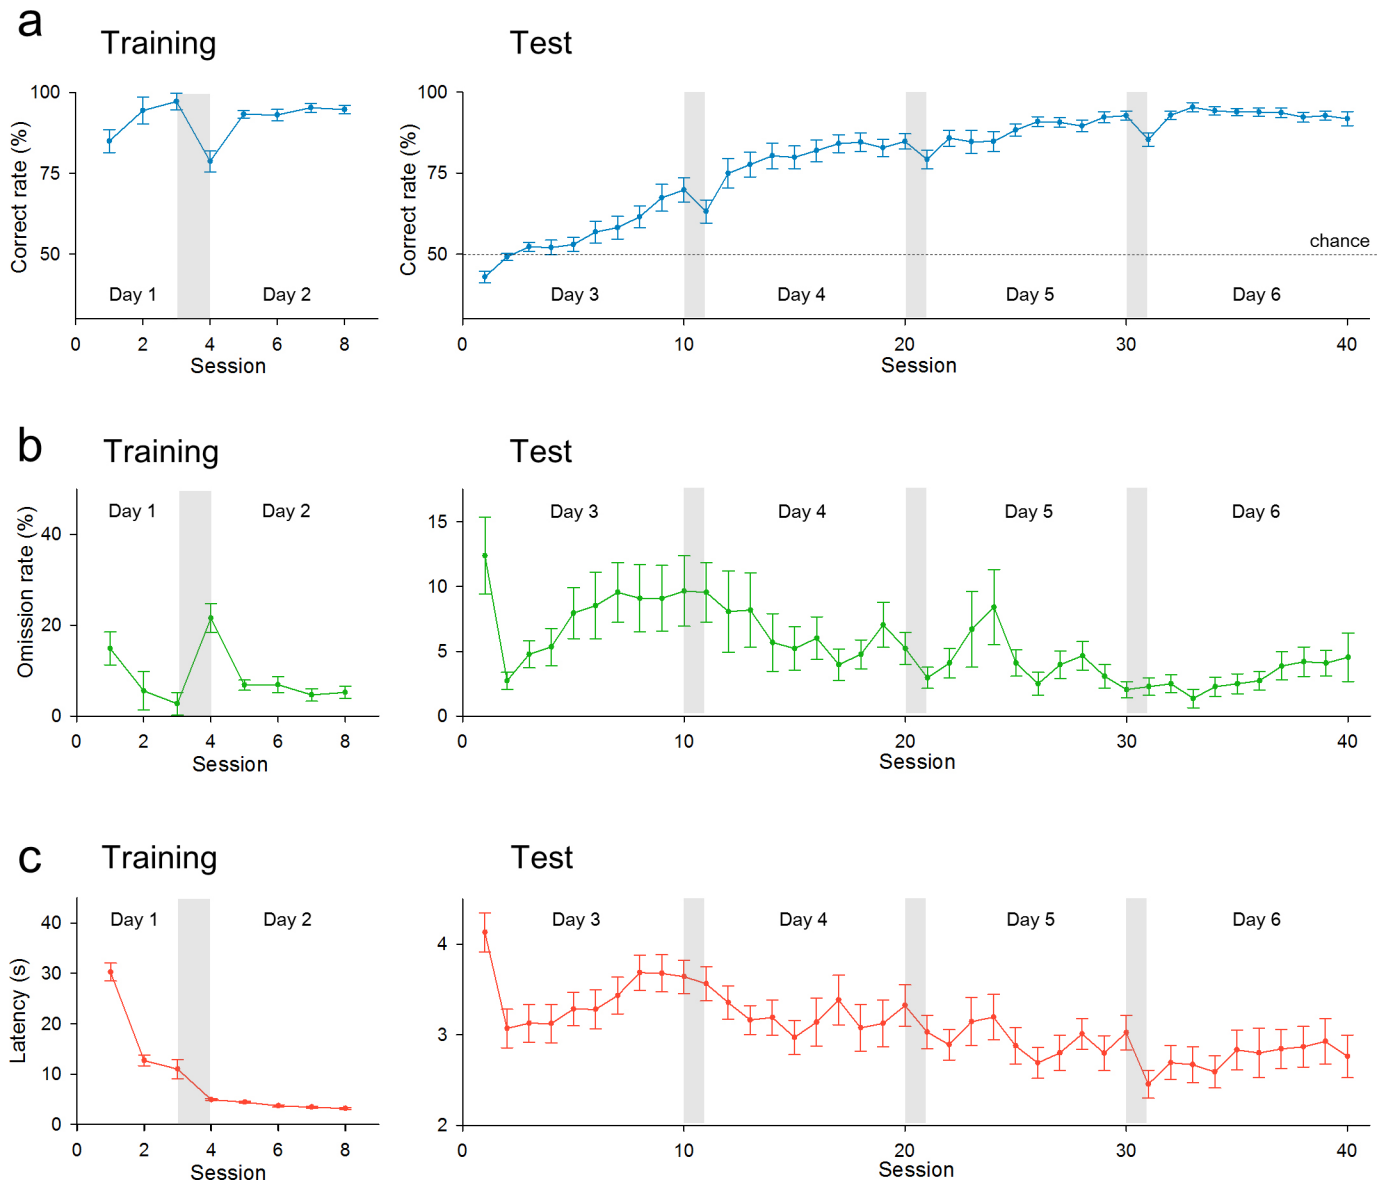 a
Training
Test
100
75
50
Correct rate (%)
Day 1
Day 2
0
2
4
6
8
Session
100
75
50
Correct rate (%)
chance
Day 3
Day 4
Day 5
Day 6
0
10
20
30
40
Session
b
Training
Test
40
20
0
Omission rate (%)
Day 1
Day 2
0
2
4
6
8
Session
15
10
5
0
Day 3
Day 4
Day 5
Day 6
0
10
20
30
40
Session
c
Training
Test
40
30
20
10
0
Latency (s)
Day 1
Day 2
0
2
4
6
8
Session
4
3
2
Day 3
Day 4
Day 5
Day 6
0
10
20
30
40
Session